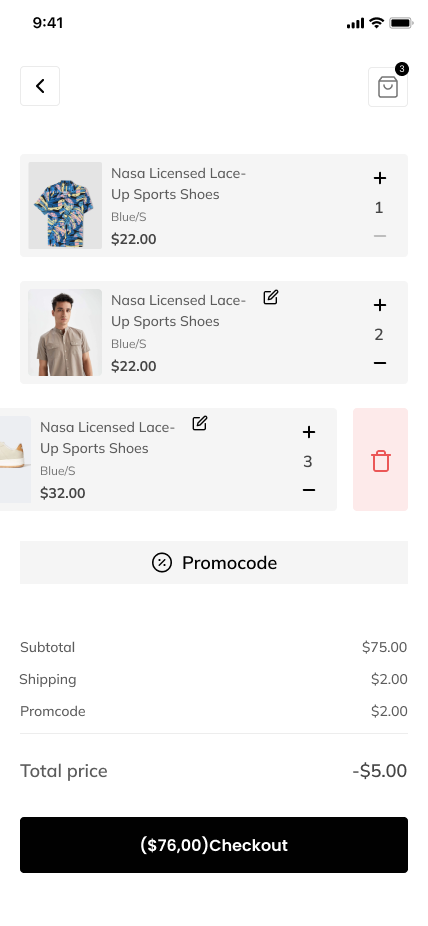 9:41
3
Nasa Licensed Lace-
Up Sports Shoes
Blue/S
$22.00
1
Nasa Licensed Lace-
Up Sports Shoes
Blue/S
$22.00
2
Nasa Licensed Lace-
Up Sports Shoes
Blue/S
$32.00
3
Promocode
Subtotal $75.00
Shipping $2.00
Promcode $2.00
Total price -$5.00
($76,00)Checkout